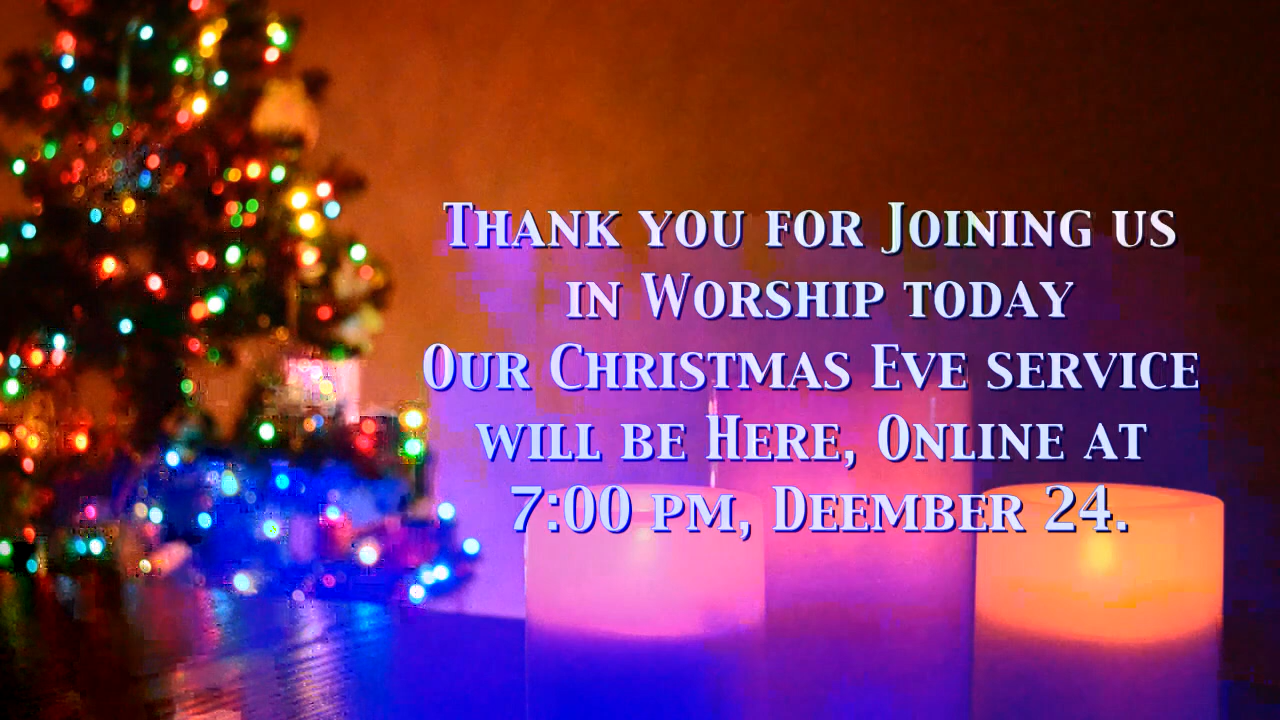 Thank you for Joining us
in Worship today
Our Christmas Eve service
will be Here, Online at
7:00 pm, Deember 24.